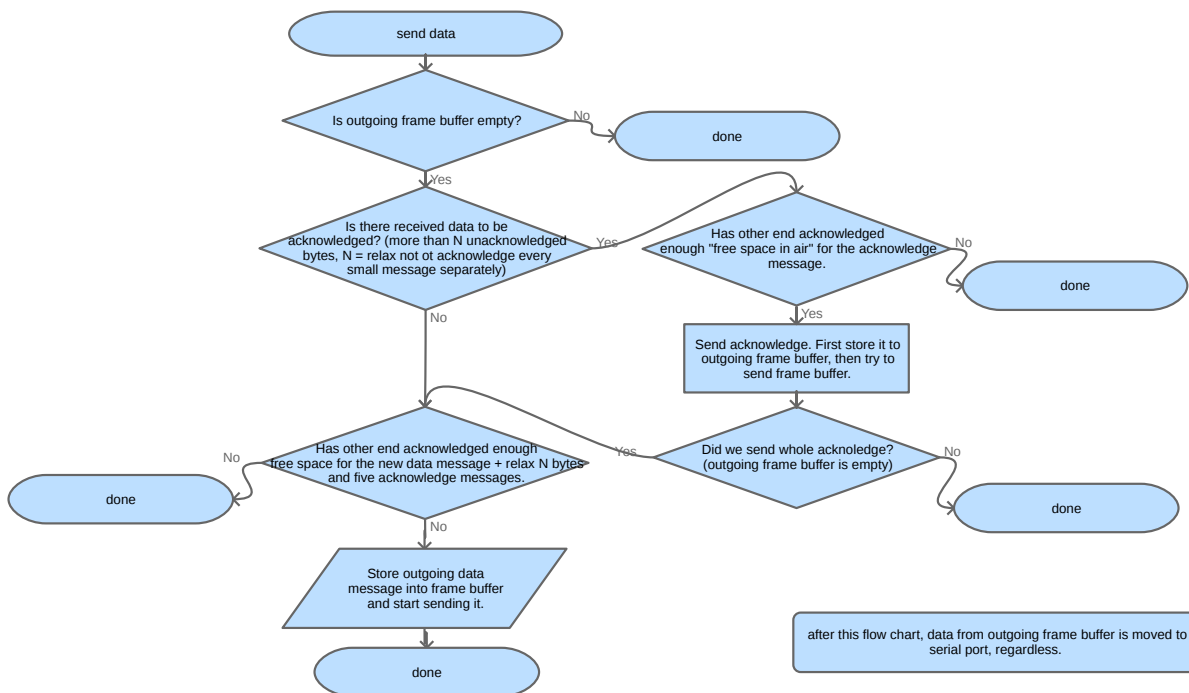 send data
Is outgoing frame buffer empty?
No
done
Yes
Is there received data to be
acknowledged? (more than N unacknowledged
bytes, N = relax not ot acknowledge every
small message separately)
Yes
Has other end acknowledged
enough "free space in air" for the acknowledge
message.
No
done
Yes
No
Send acknowledge. First store it to
outgoing frame buffer, then try to
send frame buffer.
Did we send whole acknoledge?
(outgoing frame buffer is empty)
No
done
Yes
Has other end acknowledged enough
free space for the new data message + relax N bytes
and five acknowledge messages.
No
done
No
Store outgoing data
message into frame buffer
and start sending it.
done
after this flow chart, data from outgoing frame buffer is moved to
serial port, regardless.